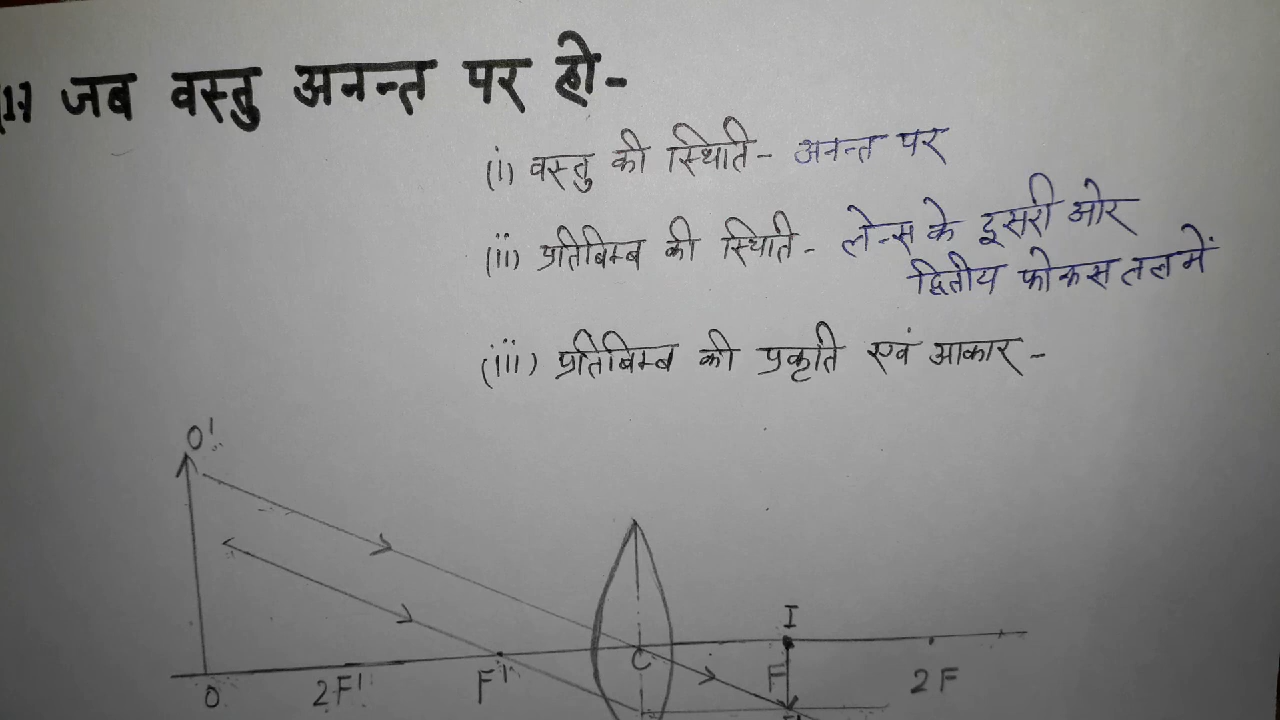 (1) जब वस्तु अनन्त पर हो-
(i) वस्तु की स्थिति - अनन्त पर
(ii) प्रतिबिम्ब की स्थिति - लेन्स के दूसरी ओर
द्वितीय फोकस तल में
(iii) प्रतिबिम्ब की प्रकृति एवं आकार -
O'
I
C
F
2F
F'
2F'
O